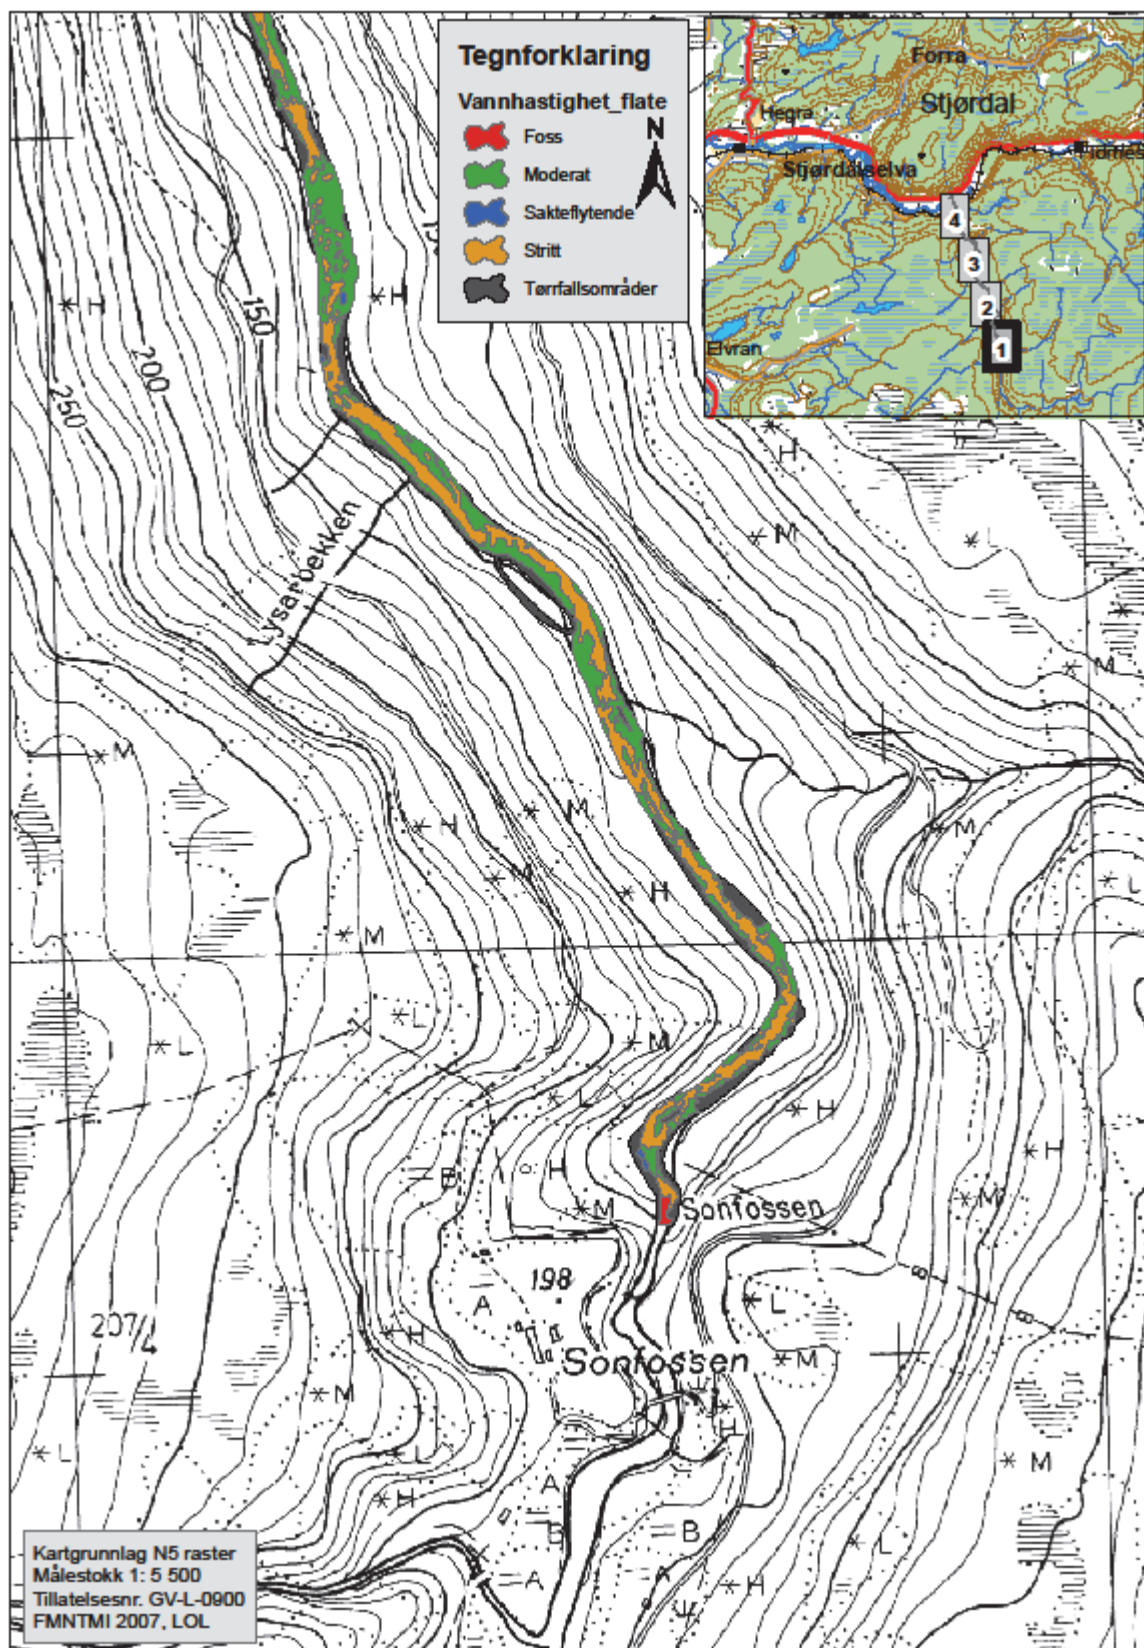 Tegnforklaring
Vannhastighet_flate
Foss
Moderat
Sakteflytende
Stritt
Tørrfallsområder
N
Forra
Stjørdal
Hegra
Stjørdalselva
4
3
2
1
Elvran
H
H
150
200
250
H
L
M
Lysarbekken
M
M
H
M
M
M
L
H
M
L
L
M
L
H
H
B
H
M
M
Sonfossen
198
A
L
207/4
H
Sonfossen
M
M
H
L
L
M
H
A
B
B
L
A
A
H
Kartgrunnlag N5 raster
Målestokk 1: 5 500
Tillatelsesnr. GV-L-0900
FMNTMI 2007, LOL